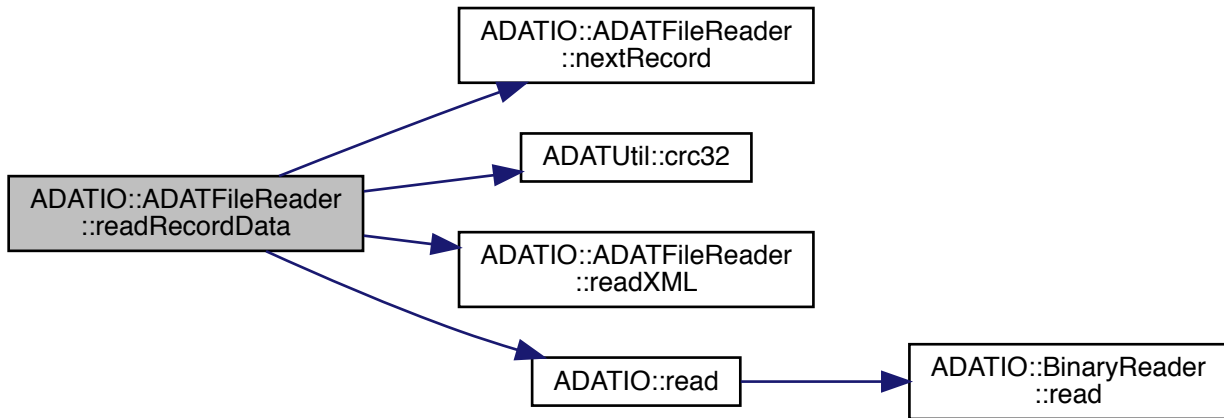 ADATIO::ADATFileReader
::nextRecord
ADATUtil::crc32
ADATIO::ADATFileReader
::readRecordData
ADATIO::ADATFileReader
::readXML
ADATIO::read
ADATIO::BinaryReader
::read